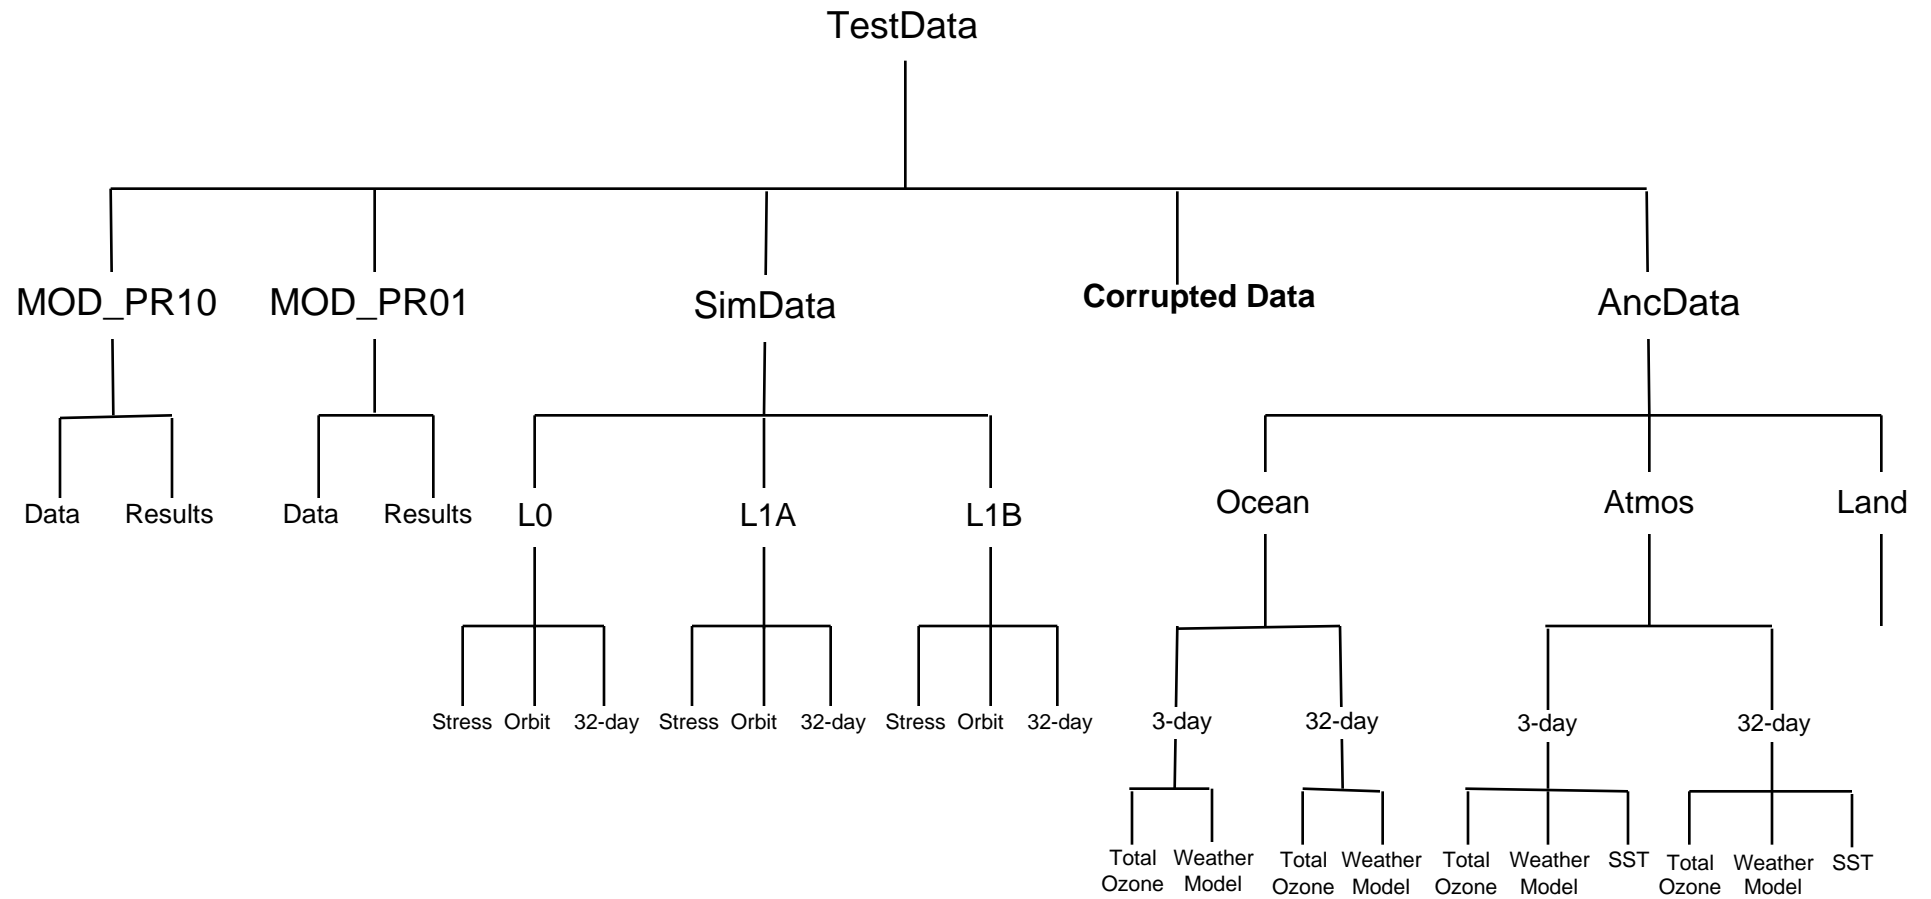 TestData
MOD_PR10 MOD_PR01 SimData Corrupted Data AncData
Data Results Data Results L0 L1A L1B Ocean Atmos Land
Stress Orbit 32-day Stress Orbit 32-day Stress Orbit 32-day 3-day 32-day 3-day 32-day
Total Weather Total Weather Total Weather SST Total Weather SST
Ozone Model Ozone Model Ozone Model Ozone Model